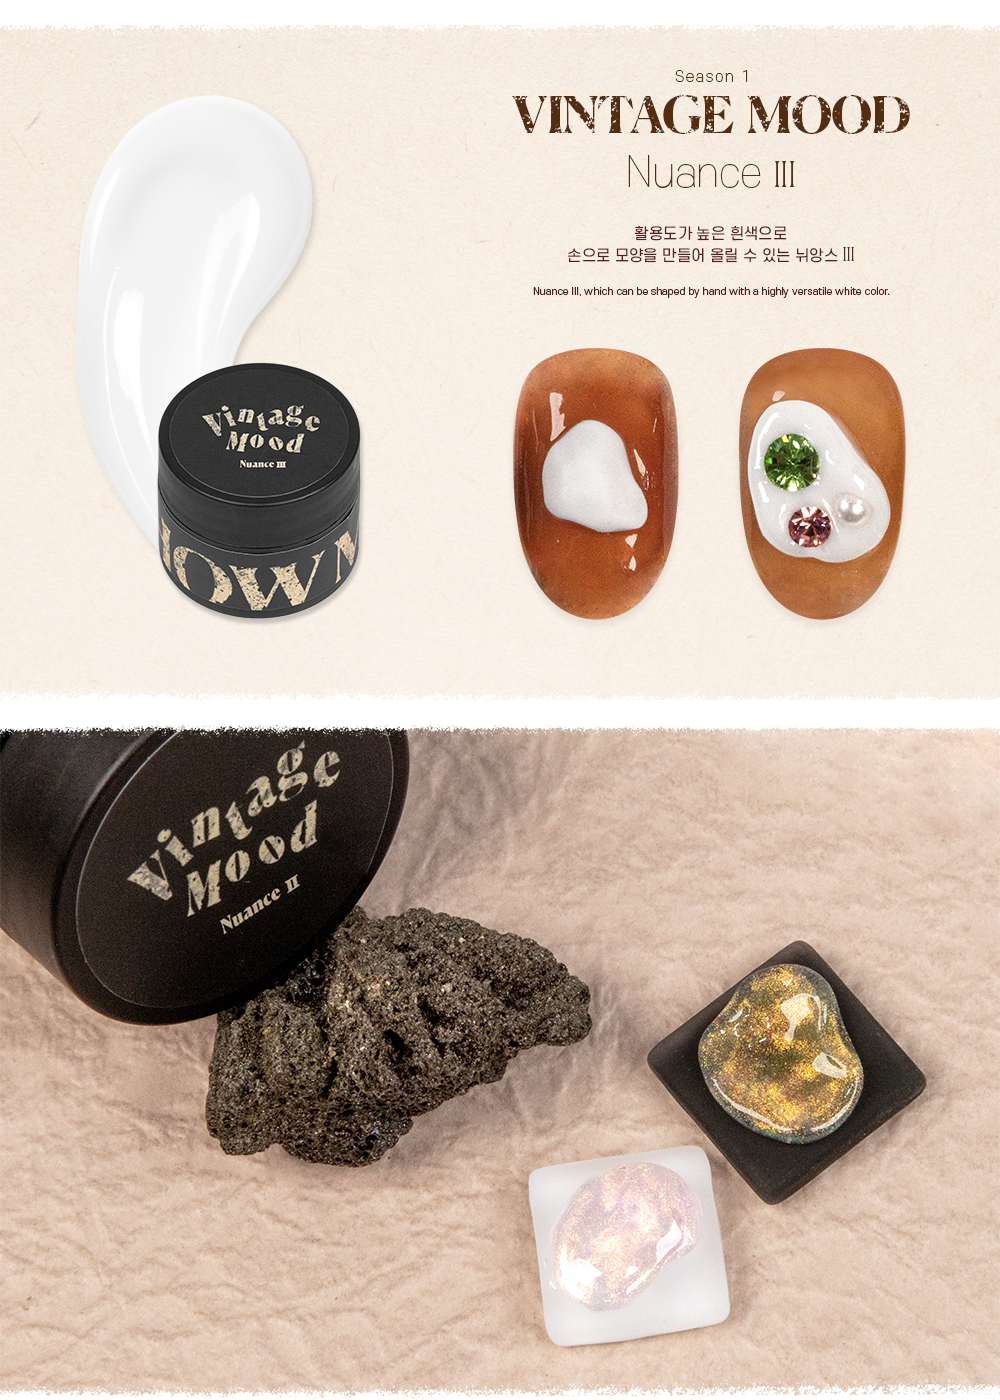 Season 1
VINTAGE MOOD
Nuance III
활용도가 높은 흰색으로
손으로 모양을 만들어 올릴 수 있는 뉘앙스 III
Nuance III, which can be shaped by hand with a highly versatile white color.
Vintage
Mood
Nuance III
Vintage
Mood
Nuance II